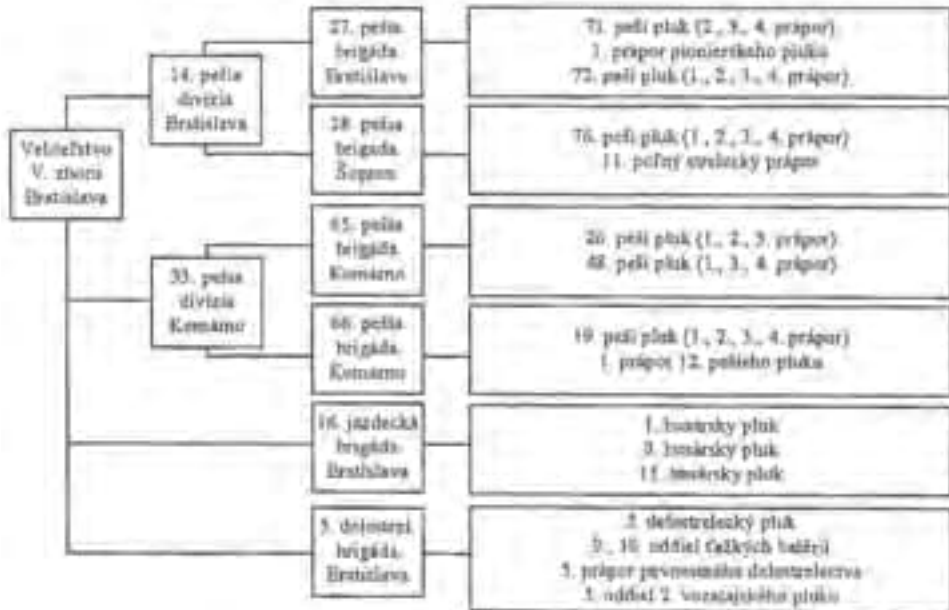 Veliteľstvo
V. zboru
Bratislava
14. pešia
divízia
Bratislava
33. pešia
divízia
Komárno
27. pešia
brigáda
Bratislava
28. pešia
brigáda
Šopron
65. pešia
brigáda
Komárno
66. pešia
brigáda
Komárno
16. jazdecká
brigáda
Bratislava
5. delostrel.
brigáda
Bratislava
71. peší pluk (2., 3., 4. prápor)
1. prápor pionierskeho pluku
72. peší pluk (1., 2., 3., 4. prápor)
76. peší pluk (1., 2., 3., 4. prápor)
11. poľný strelecký prápor
26. peší pluk (1., 2., 3. prápor)
48. peší pluk (1., 3., 4. prápor)
19. peší pluk (1., 2., 3., 4. prápor)
1. prápor 12. pešieho pluku
1. husársky pluk
9. husársky pluk
11. husársky pluk
delostrelecký pluk
10. oddiel ťažkých batérií
5. prápor pevnostného delostrelectva
oddiel 2. vozatajského pluku